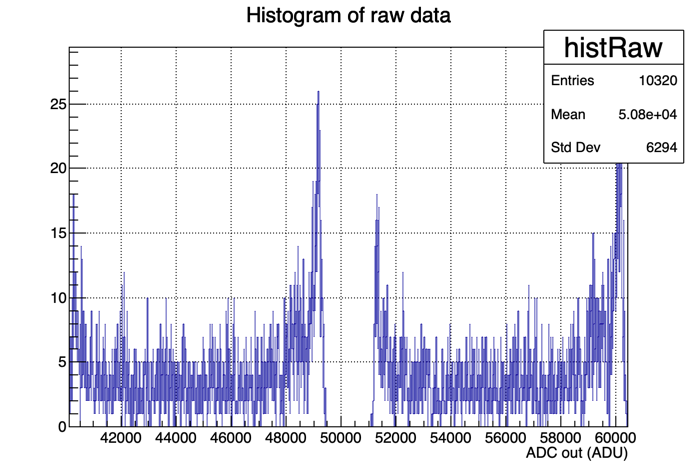 Histogram of raw data
histRaw
Entries 10320
Mean 5.08e+04
Std Dev 6294
25
20
15
10
5
0
42000 44000 46000 48000 50000 52000 54000 56000 58000 60000
ADC out (ADU)